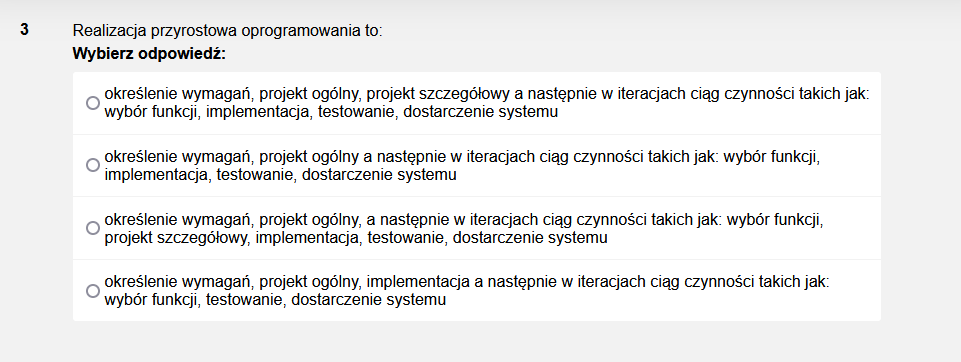 3
Realizacja przyrostowa oprogramowania to:
Wybierz odpowiedź:
określenie wymagań, projekt ogólny, projekt szczegółowy a następnie w iteracjach ciąg czynności takich jak:
wybór funkcji, implementacja, testowanie, dostarczenie systemu
określenie wymagań, projekt ogólny a następnie w iteracjach ciąg czynności takich jak: wybór funkcji,
implementacja, testowanie, dostarczenie systemu
określenie wymagań, projekt ogólny, a następnie w iteracjach ciąg czynności takich jak: wybór funkcji,
projekt szczegółowy, implementacja, testowanie, dostarczenie systemu
określenie wymagań, projekt ogólny, implementacja a następnie w iteracjach ciąg czynności takich jak:
wybór funkcji, testowanie, dostarczenie systemu